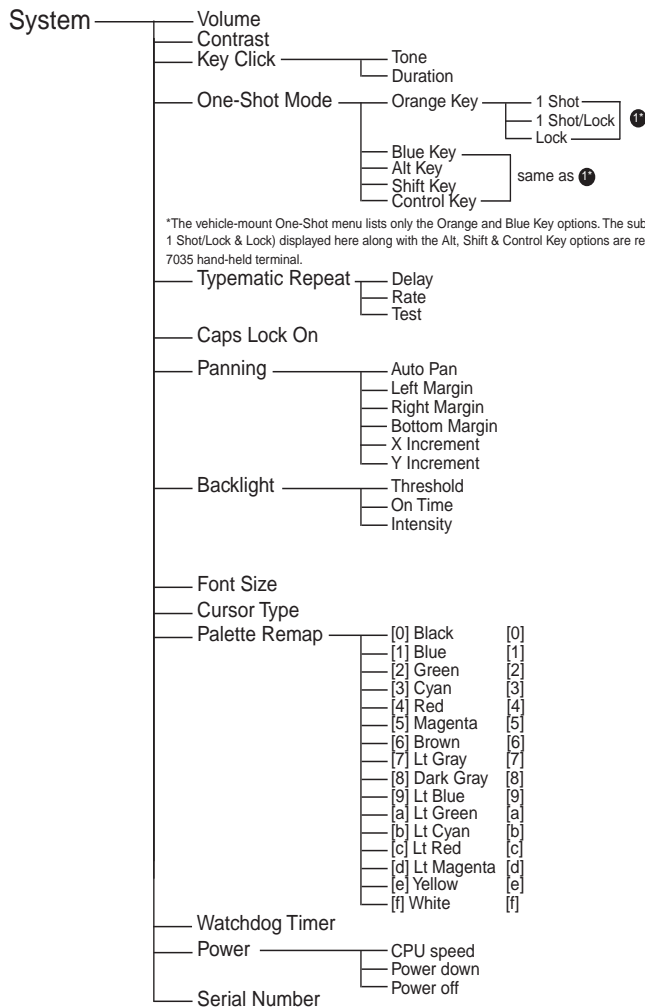 System
Volume
Contrast
Key Click
Tone
Duration
One-Shot Mode
Orange Key
1 Shot
1 Shot/Lock
Lock
1*
Blue Key
Alt Key
Shift Key
Control Key
same as 1*
*The vehicle-mount One-Shot menu lists only the Orange and Blue Key options. The sub
1 Shot/Lock & Lock) displayed here along with the Alt, Shift & Control Key options are re
7035 hand-held terminal.
Typematic Repeat
Delay
Rate
Test
Caps Lock On
Panning
Auto Pan
Left Margin
Right Margin
Bottom Margin
X Increment
Y Increment
Backlight
Threshold
On Time
Intensity
Font Size
Cursor Type
Palette Remap
[0] Black [0]
[1] Blue [1]
[2] Green [2]
[3] Cyan [3]
[4] Red [4]
[5] Magenta [5]
[6] Brown [6]
[7] Lt Gray [7]
[8] Dark Gray [8]
[9] Lt Blue [9]
[a] Lt Green [a]
[b] Lt Cyan [b]
[c] Lt Red [c]
[d] Lt Magenta [d]
[e] Yellow [e]
[f] White [f]
Watchdog Timer
Power
CPU speed
Power down
Power off
Serial Number